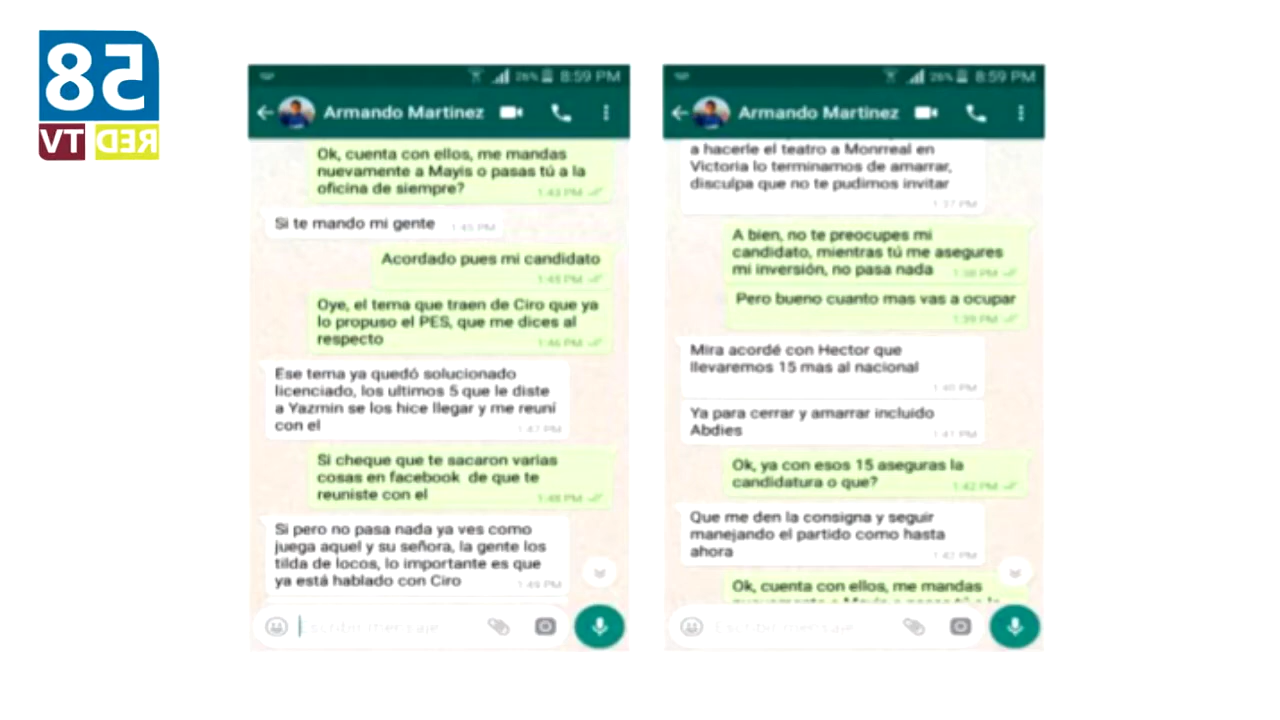 58
RED TV
26% 8:59 PM
Armando Martinez
Ok, cuenta con ellos, me mandas
nuevamente a Mayis o pasas tú a la
oficina de siempre?
1:43 PM
Si te mando mi gente
1:45 PM
Acordado pues mi candidato
1:45 PM
Oye, el tema que traen de Ciro que ya
lo propuso el PES, que me dices al
respecto
1:46 PM
Ese tema ya quedó solucionado
licenciado, los ultimos 5 que le diste
a Yazmin se los hice llegar y me reuní
con el
1:47 PM
Si cheque que te sacaron varias
cosas en facebook de que te
reuniste con el
1:48 PM
Si pero no pasa nada ya ves como
juega aquel y su señora, la gente los
tilda de locos, lo importante es que
ya está hablado con Ciro
1:49 PM
Escribir mensaje
26% 8:59 PM
Armando Martinez
a hacerle el teatro a Monrreal en
Victoria lo terminamos de amarrar,
disculpa que no te pudimos invitar
1:37 PM
A bien, no te preocupes mi
candidato, mientras tú me asegures
mi inversión, no pasa nada
1:38 PM
Pero bueno cuanto mas vas a ocupar
1:39 PM
Mira acordé con Hector que
llevaremos 15 mas al nacional
1:40 PM
Ya para cerrar y amarrar incluido
Abdies
1:41 PM
Ok, ya con esos 15 aseguras la
candidatura o que?
1:42 PM
Que me den la consigna y seguir
manejando el partido como hasta
ahora
1:42 PM
Ok, cuenta con ellos, me mandas
Escribir mensaje